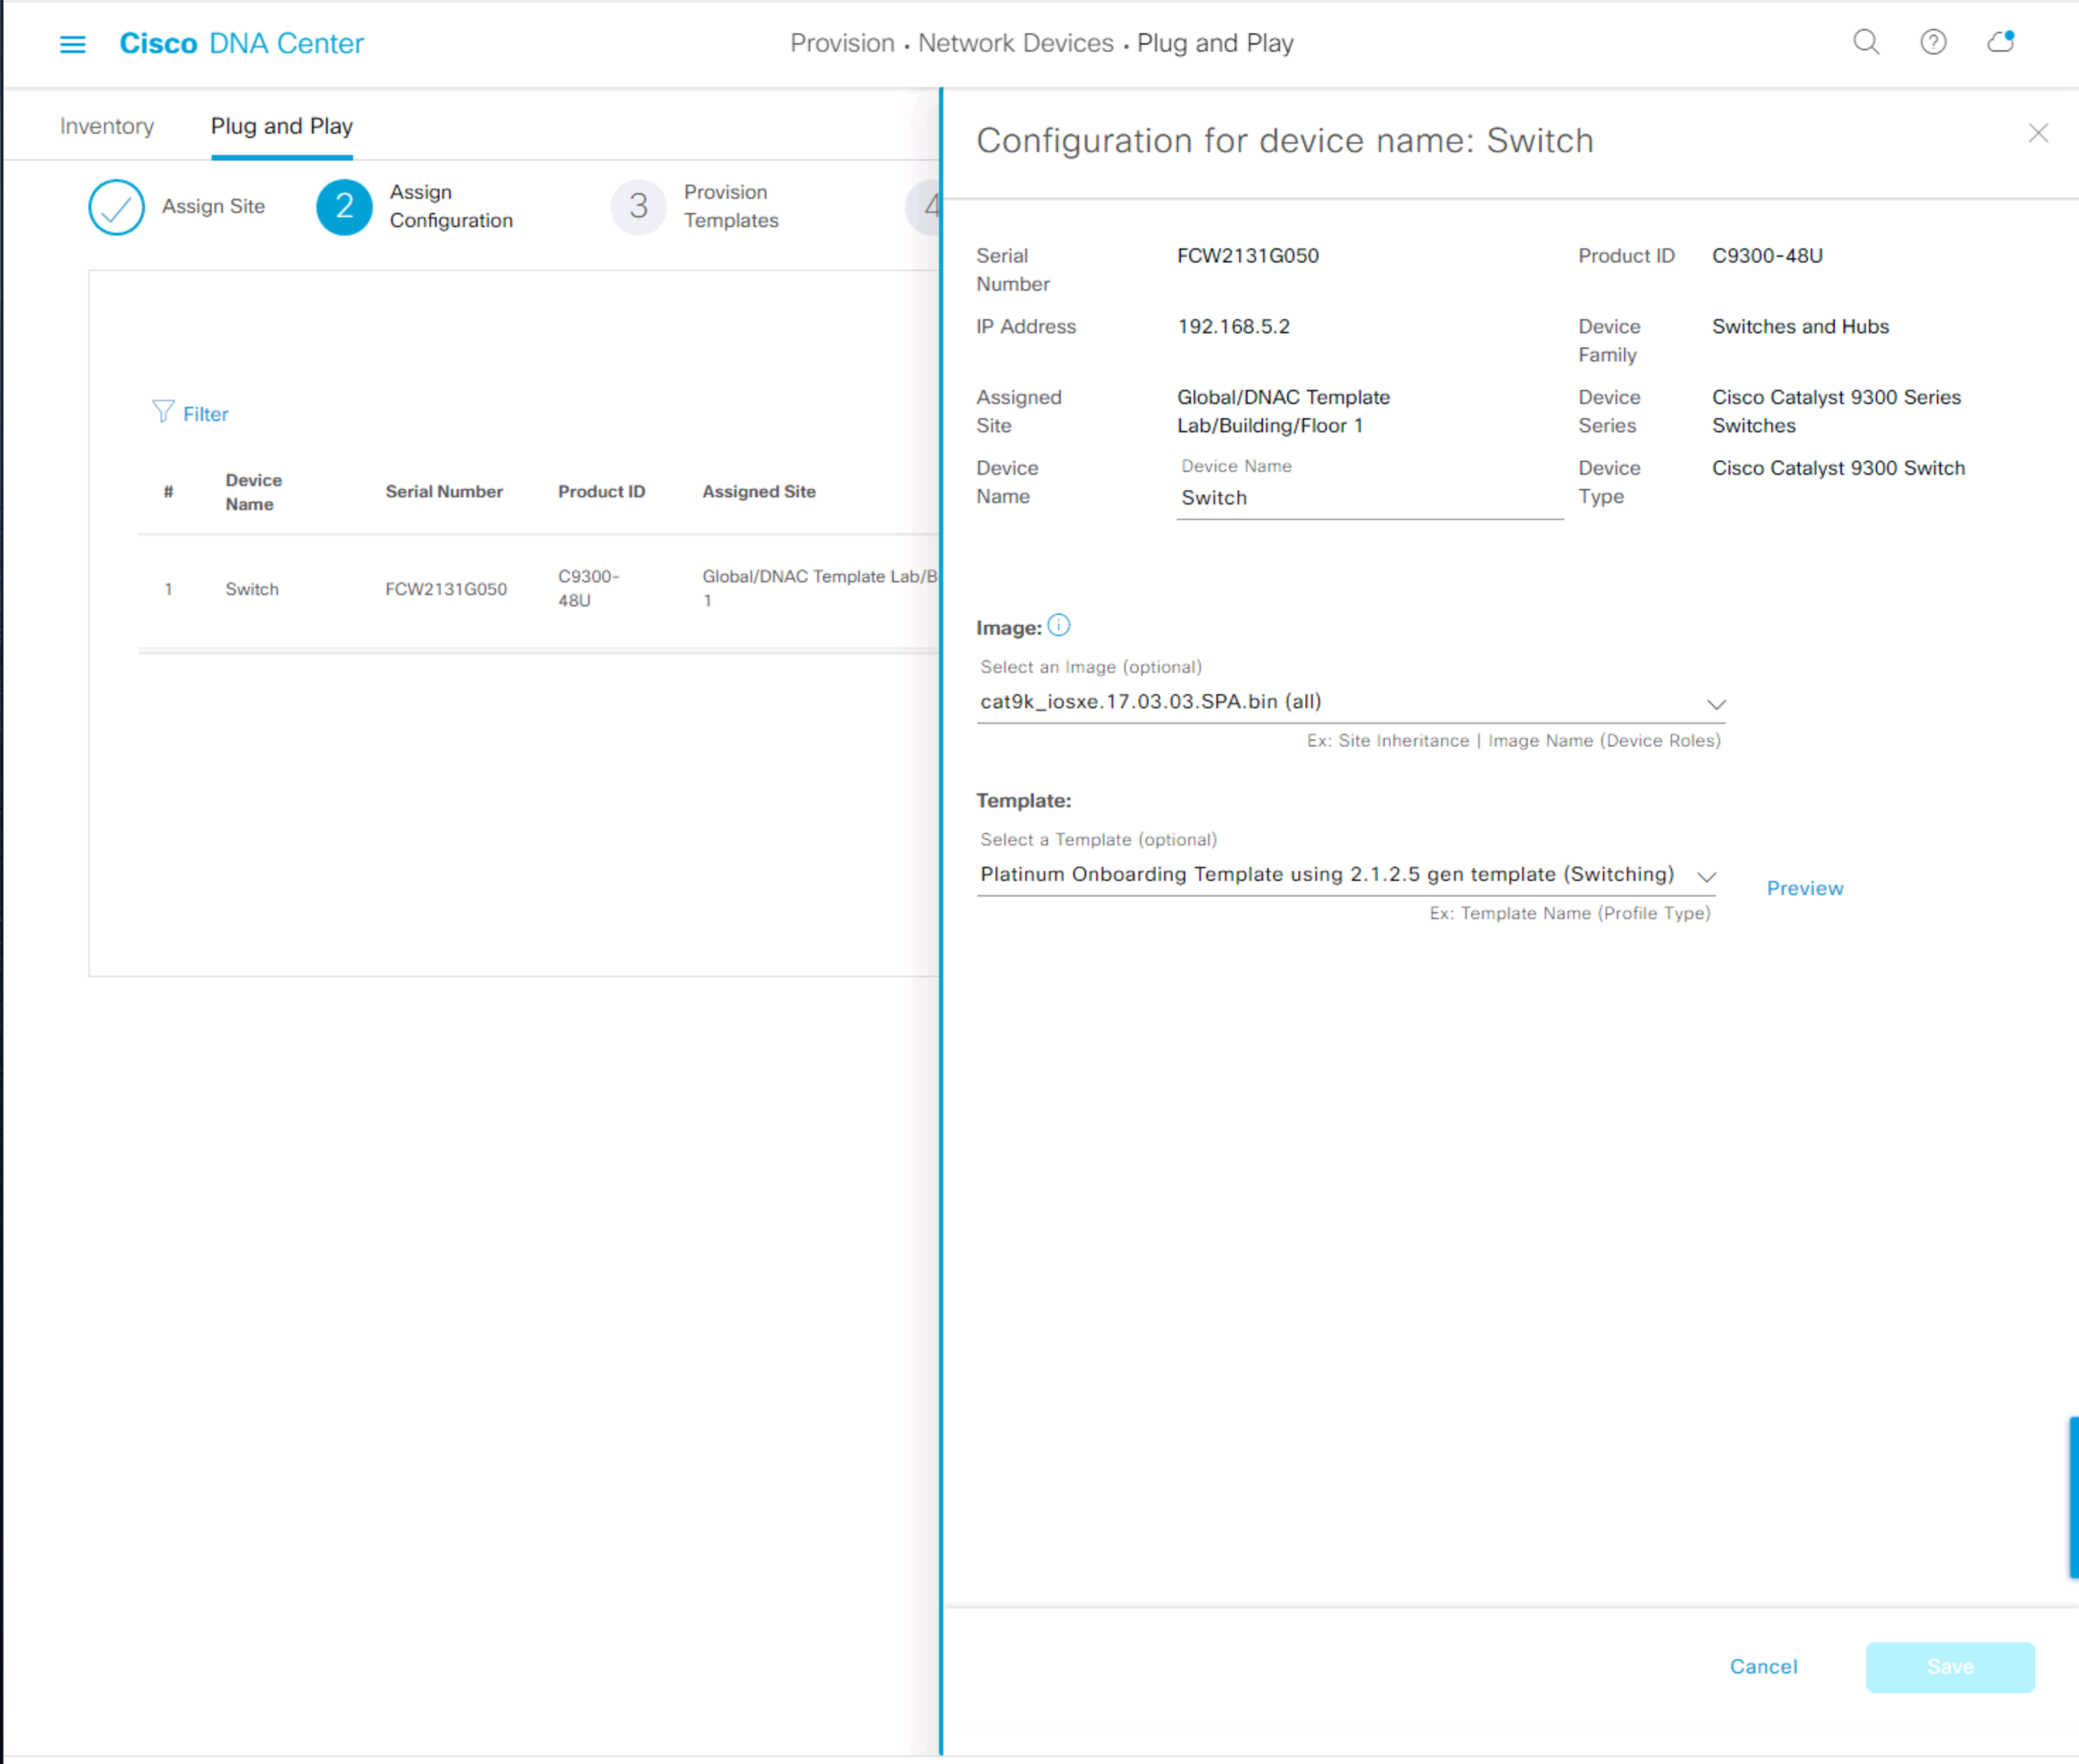 Cisco DNA Center
Provision · Network Devices · Plug and Play
Inventory
Plug and Play
Assign Site
2
Assign
Configuration
3
Provision
Templates
4
Filter
#
Device
Name
Serial Number
Product ID
Assigned Site
1
Switch
FCW2131G050
C9300-
48U
Global/DNAC Template Lab/B
1
Configuration for device name: Switch
Serial
Number
FCW2131G050
Product ID
C9300-48U
IP Address
192.168.5.2
Device
Family
Switches and Hubs
Assigned
Site
Global/DNAC Template
Lab/Building/Floor 1
Device
Series
Cisco Catalyst 9300 Series
Switches
Device
Name
Device Name
Switch
Device
Type
Cisco Catalyst 9300 Switch
Image:
Select an Image (optional)
cat9k_iosxe.17.03.03.SPA.bin (all)
Ex: Site Inheritance | Image Name (Device Roles)
Template:
Select a Template (optional)
Platinum Onboarding Template using 2.1.2.5 gen template (Switching)
Preview
Ex: Template Name (Profile Type)
Cancel
Save